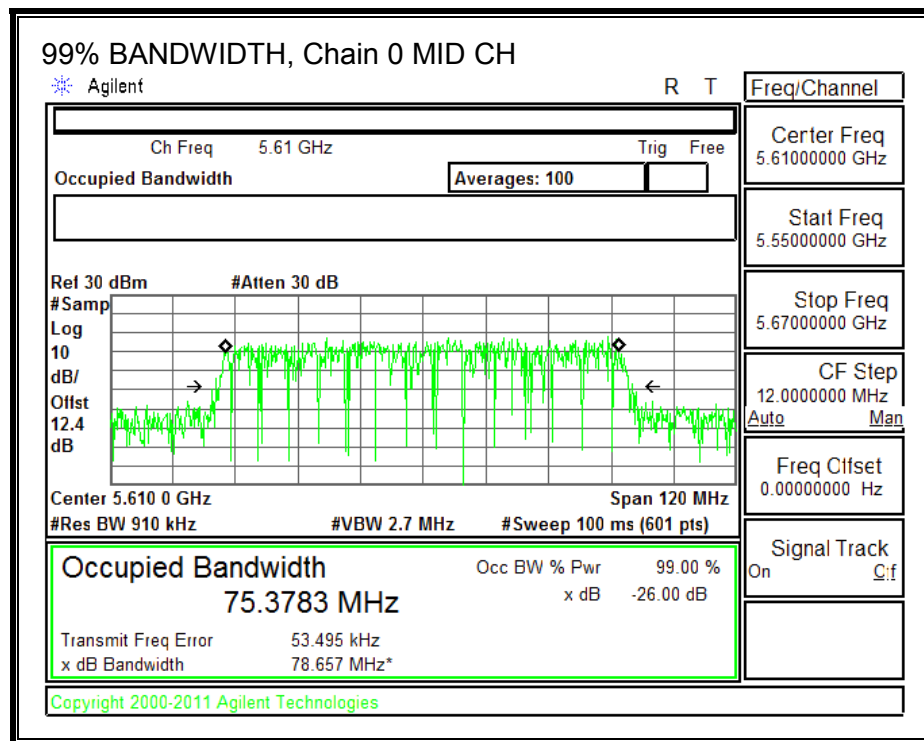 99% BANDWIDTH, Chain 0 MID CH
Agilent R T
Ch Freq 5.61 GHz Trig Free
Occupied Bandwidth Averages: 100
Ref 30 dBm #Atten 30 dB
#Samp
Log
10
dB/
Offst
12.4
dB
Center 5.610 0 GHz Span 120 MHz
#Res BW 910 kHz #VBW 2.7 MHz #Sweep 100 ms (601 pts)
Occupied Bandwidth Occ BW % Pwr 99.00 %
75.3783 MHz x dB -26.00 dB
Transmit Freq Error 53.495 kHz
x dB Bandwidth 78.657 MHz*
Copyright 2000-2011 Agilent Technologies
Freq/Channel
Center Freq
5.61000000 GHz
Start Freq
5.55000000 GHz
Stop Freq
5.67000000 GHz
CF Step
12.0000000 MHz
Auto Man
Freq Offset
0.00000000 Hz
Signal Track
On Off